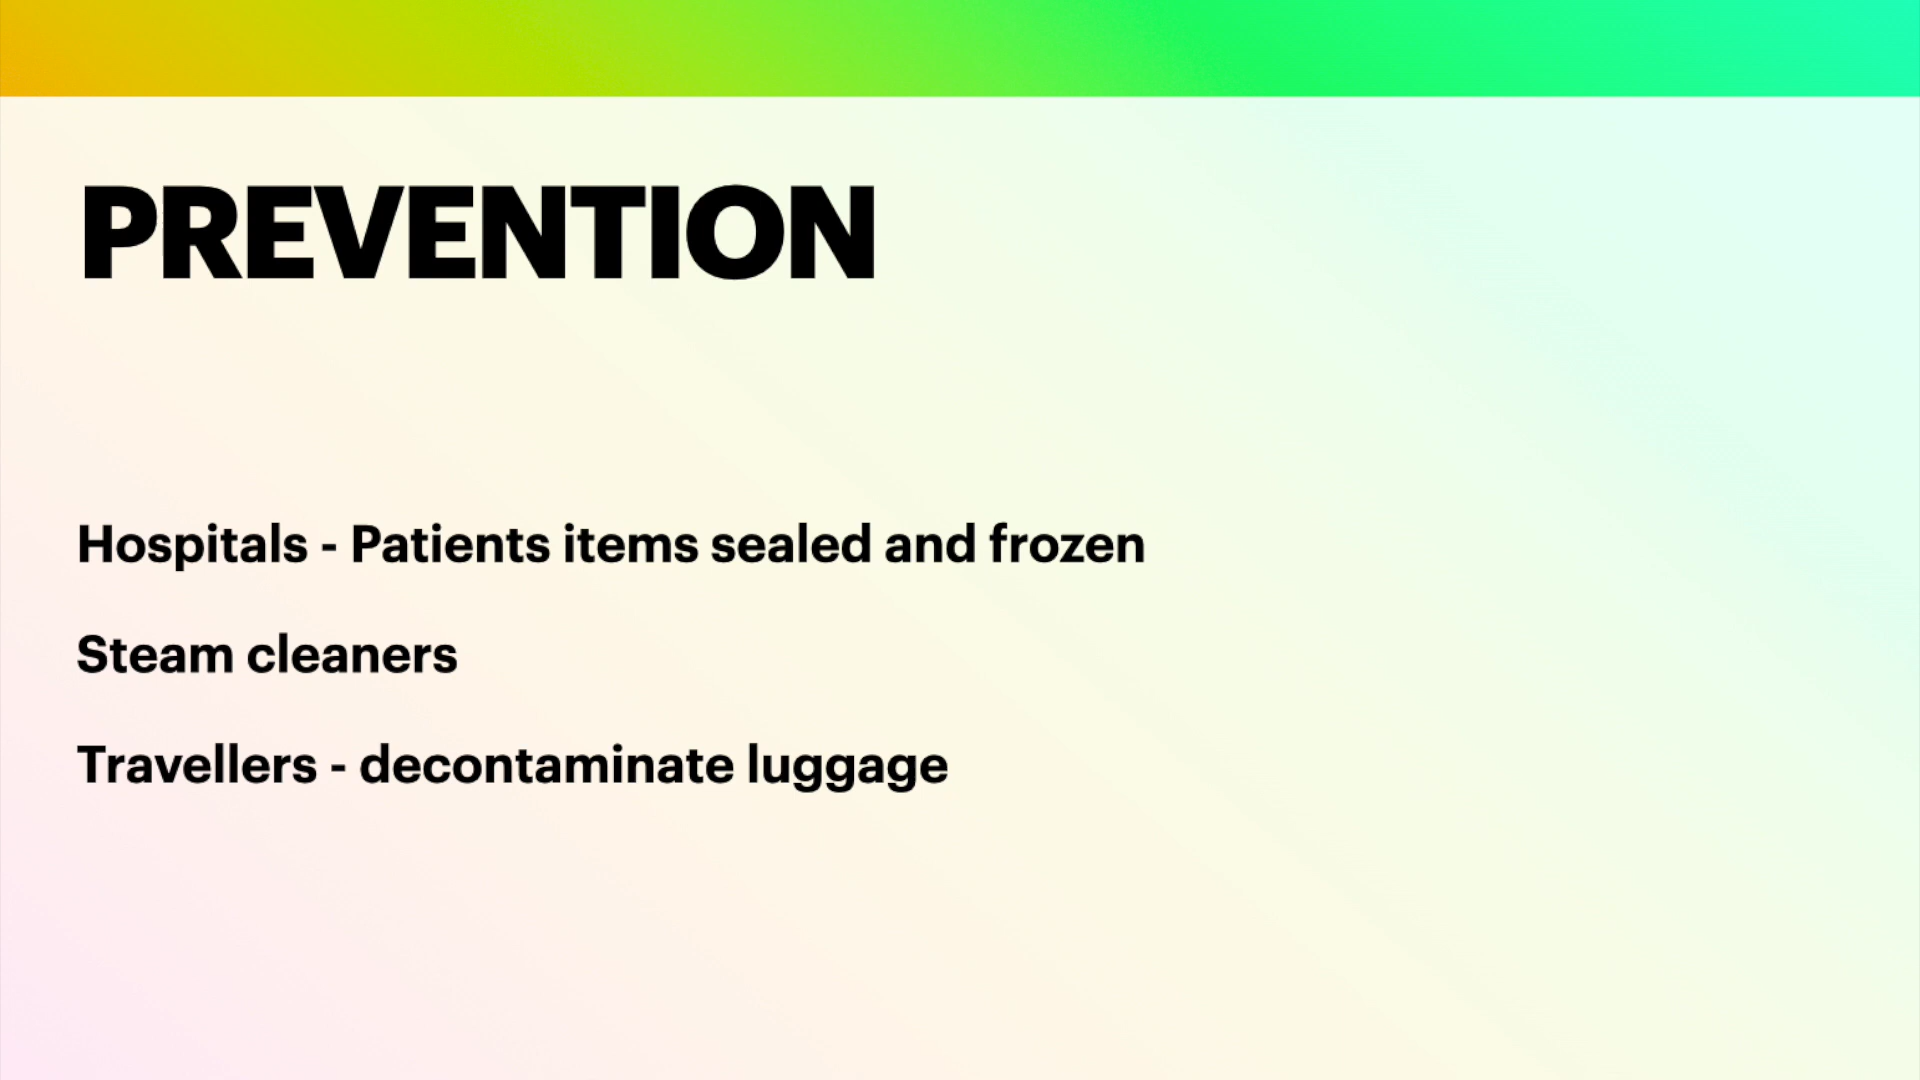 PREVENTION
Hospitals - Patients items sealed and frozen
Steam cleaners
Travellers - decontaminate luggage